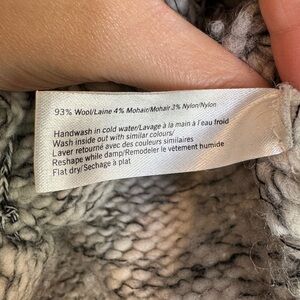 93% Wool/Laine 4% Mohair/Mohair 3% Nylon/Nylon
Handwash in cold water/Lavage à la main à l'eau froid
Wash inside out with similar colours/
Laver retourné avec des couleurs similaires
Reshape while damp/Remodeler le vêtement humide
Flat dry/Sechage à plat